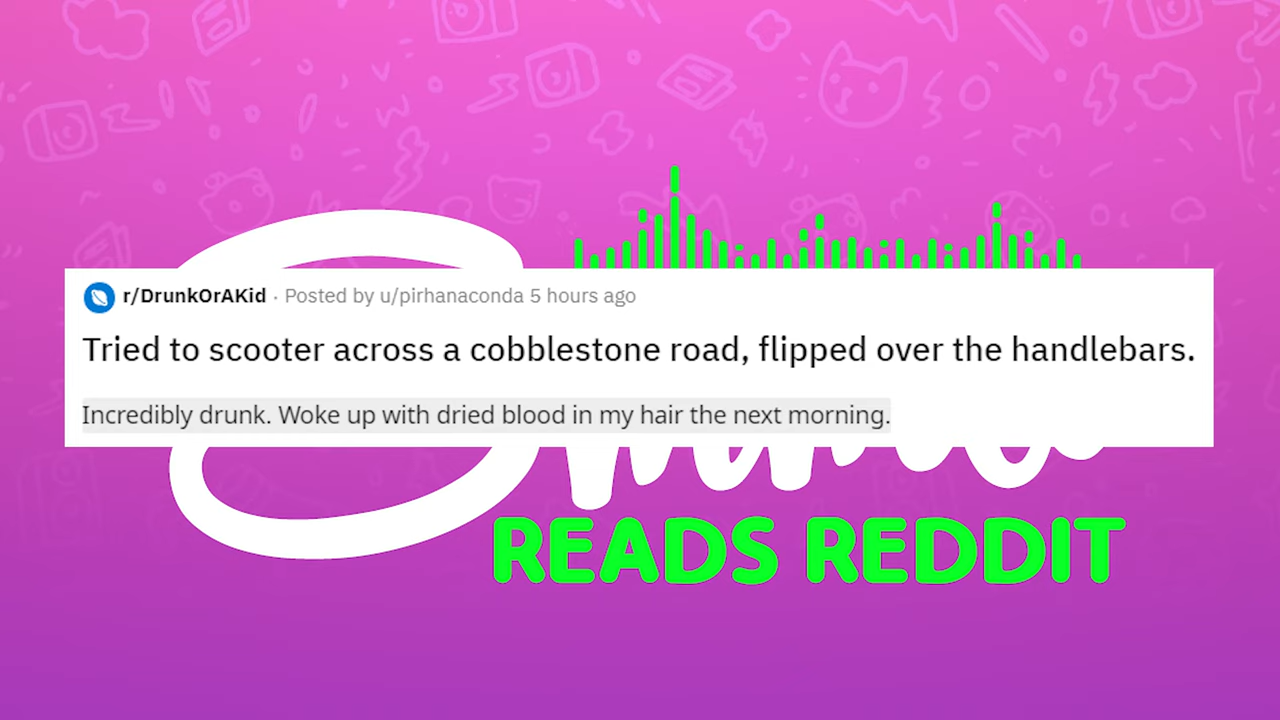 r/DrunkOrAKid · Posted by u/pirhanaconda 5 hours ago
Tried to scooter across a cobblestone road, flipped over the handlebars.
Incredibly drunk. Woke up with dried blood in my hair the next morning.
READS REDDIT